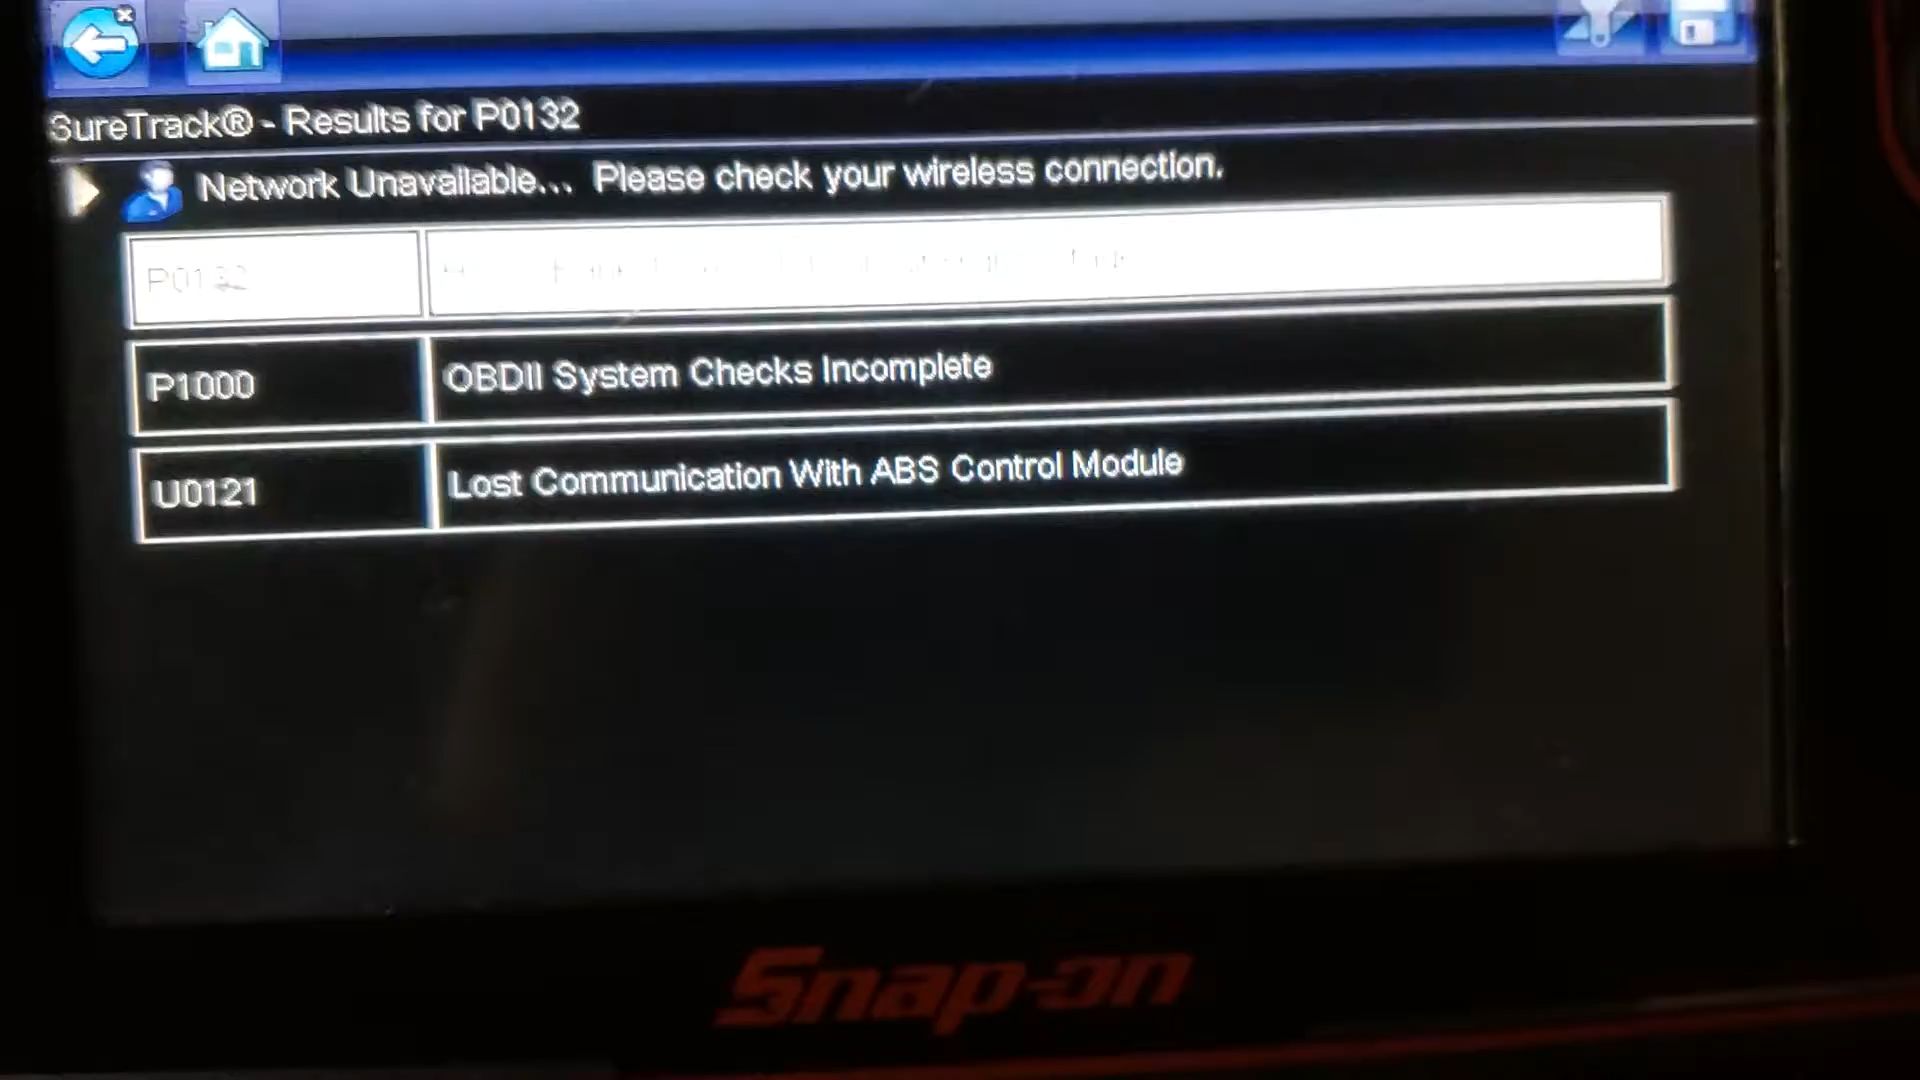 SureTrack® - Results for P0132
Network Unavailable... Please check your wireless connection.
P0132
P1000 OBDII System Checks Incomplete
U0121 Lost Communication With ABS Control Module
Snap-on